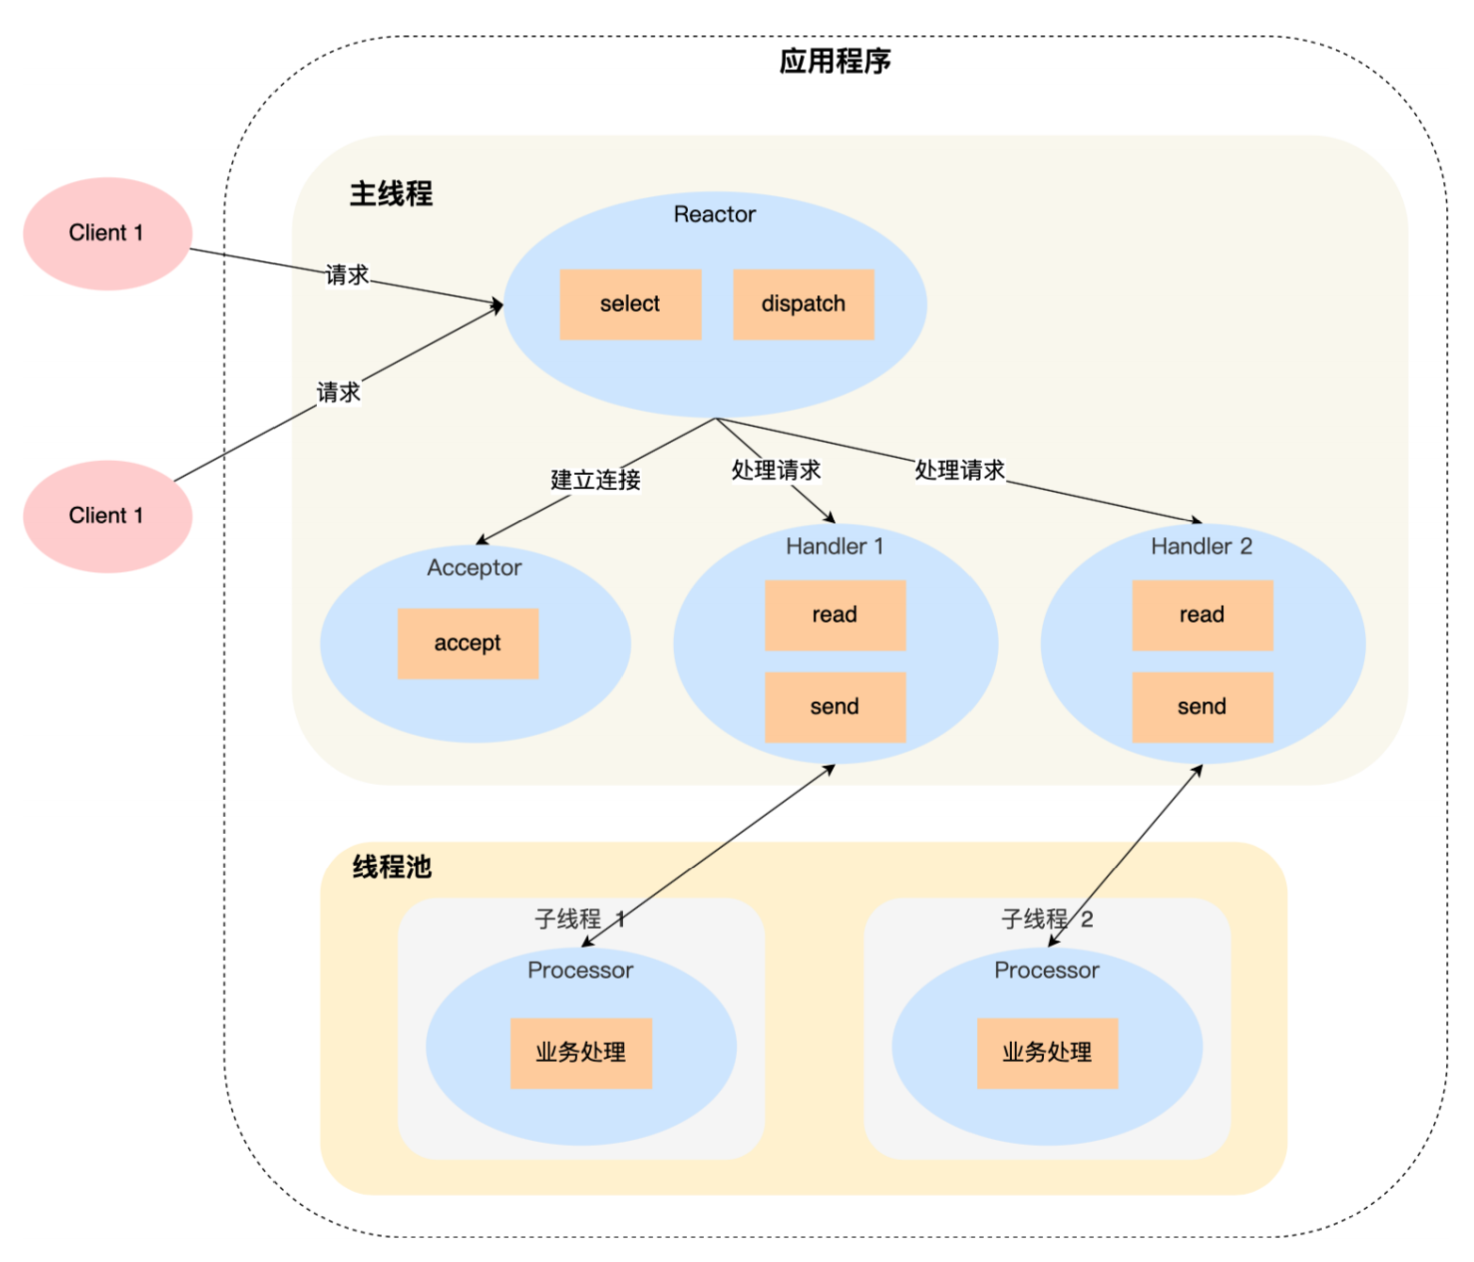 应用程序
主线程
Client 1
请求
Reactor
select
dispatch
请求
Client 1
建立连接
处理请求
处理请求
Acceptor
accept
Handler 1
read
send
Handler 2
read
send
线程池
子线程 1
Processor
业务处理
子线程 2
Processor
业务处理